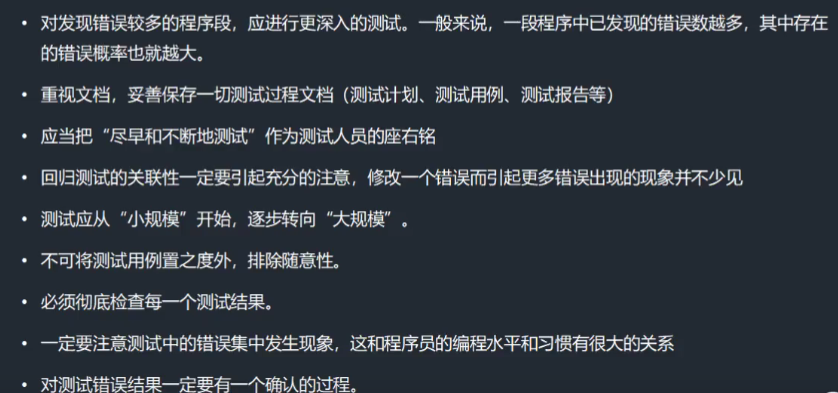 • 对发现错误较多的程序段，应进行更深入的测试。一般来说，一段程序中已发现的错误数越多，其中存在
的错误概率也就越大。
• 重视文档，妥善保存一切测试过程文档（测试计划、测试用例、测试报告等）
• 应当把“尽早和不断地测试”作为测试人员的座右铭
• 回归测试的关联性一定要引起充分的注意，修改一个错误而引起更多错误出现的现象并不少见
• 测试应从“小规模”开始，逐步转向“大规模”。
• 不可将测试用例置之度外，排除随意性。
• 必须彻底检查每一个测试结果。
• 一定要注意测试中的错误集中发生现象，这和程序员的编程水平和习惯有很大的关系
• 对测试错误结果一定要有一个确认的过程。